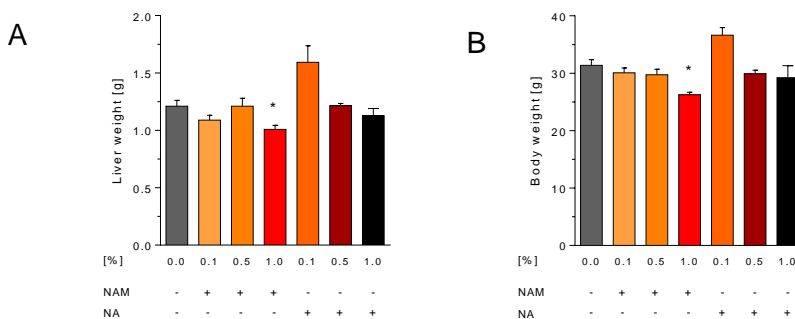 A
Liver weight [g]
2.0
1.5
1.0
0.5
0.0
*
[%] 0.0 0.1 0.5 1.0 0.1 0.5 1.0
NAM - + + + - - -
NA - - - - + + +
B
Body weight [g]
40
30
20
10
0
*
[%] 0.0 0.1 0.5 1.0 0.1 0.5 1.0
NAM - + + + - - -
NA - - - - + + +